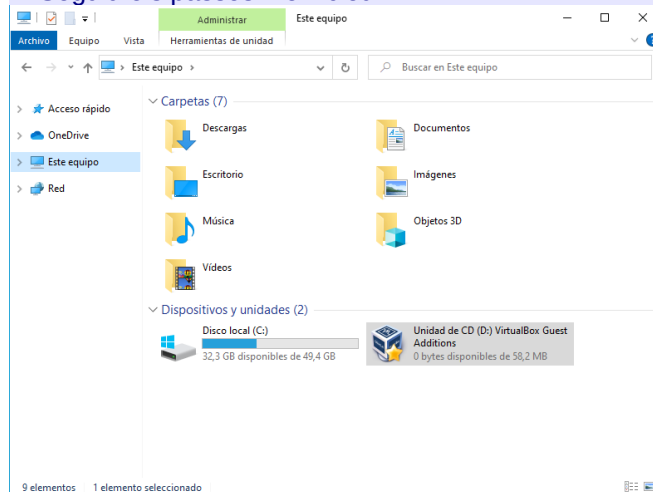 Administrar
Este equipo
Archivo Equipo Vista Herramientas de unidad
Este equipo
Buscar en Este equipo
Acceso rápido
OneDrive
Este equipo
Red
Carpetas (7)
Descargas
Documentos
Escritorio
Imágenes
Música
Objetos 3D
Vídeos
Dispositivos y unidades (2)
Disco local (C:)
32,3 GB disponibles de 49,4 GB
Unidad de CD (D:) VirtualBox Guest
Additions
0 bytes disponibles de 58,2 MB
9 elementos 1 elemento seleccionado